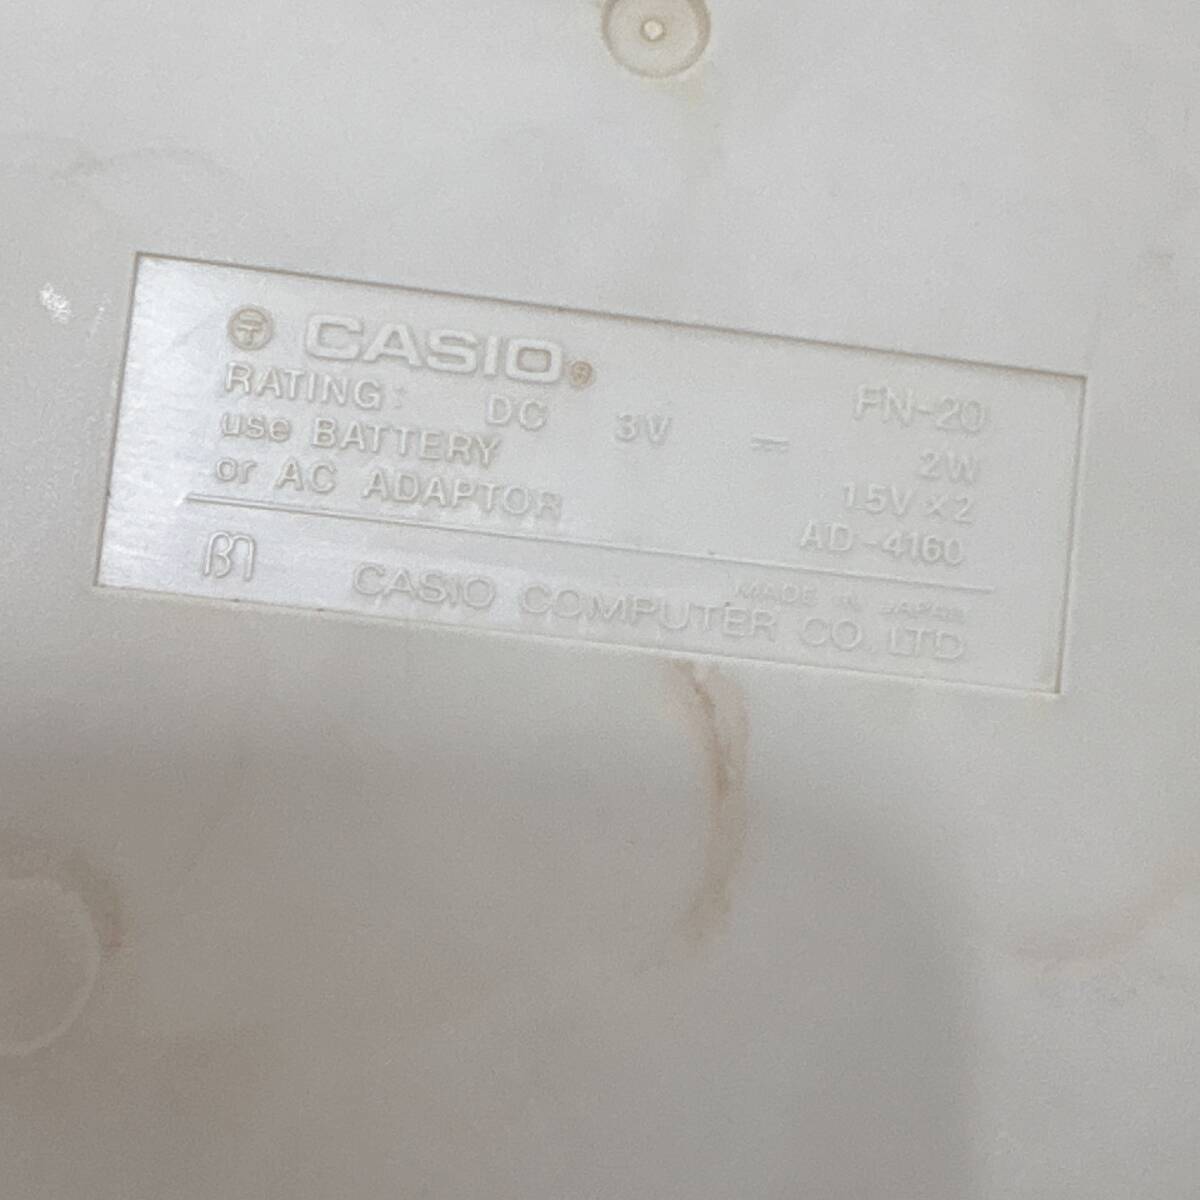 〒 CASIO® FN-20
RATING: DC 3V ⎓ 2W
use BATTERY 1.5V×2
or AC ADAPTOR AD-4160
MADE IN JAPAN
CASIO COMPUTER CO., LTD